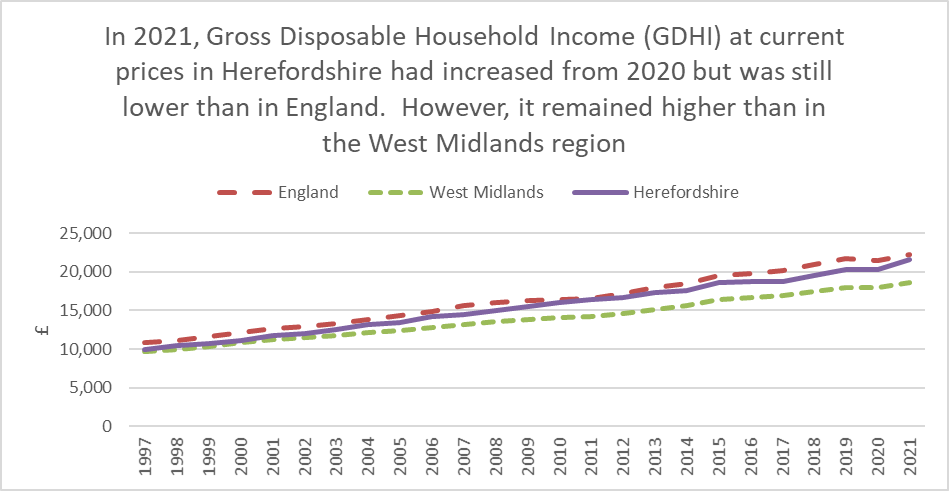 In 2021, Gross Disposable Household Income (GDHI) at current
prices in Herefordshire had increased from 2020 but was still
lower than in England.  However, it remained higher than in
the West Midlands region
England West Midlands Herefordshire
25,000
20,000
15,000
10,000
5,000
0
£
1997 1998 1999 2000 2001 2002 2003 2004 2005 2006 2007 2008 2009 2010 2011 2012 2013 2014 2015 2016 2017 2018 2019 2020 2021